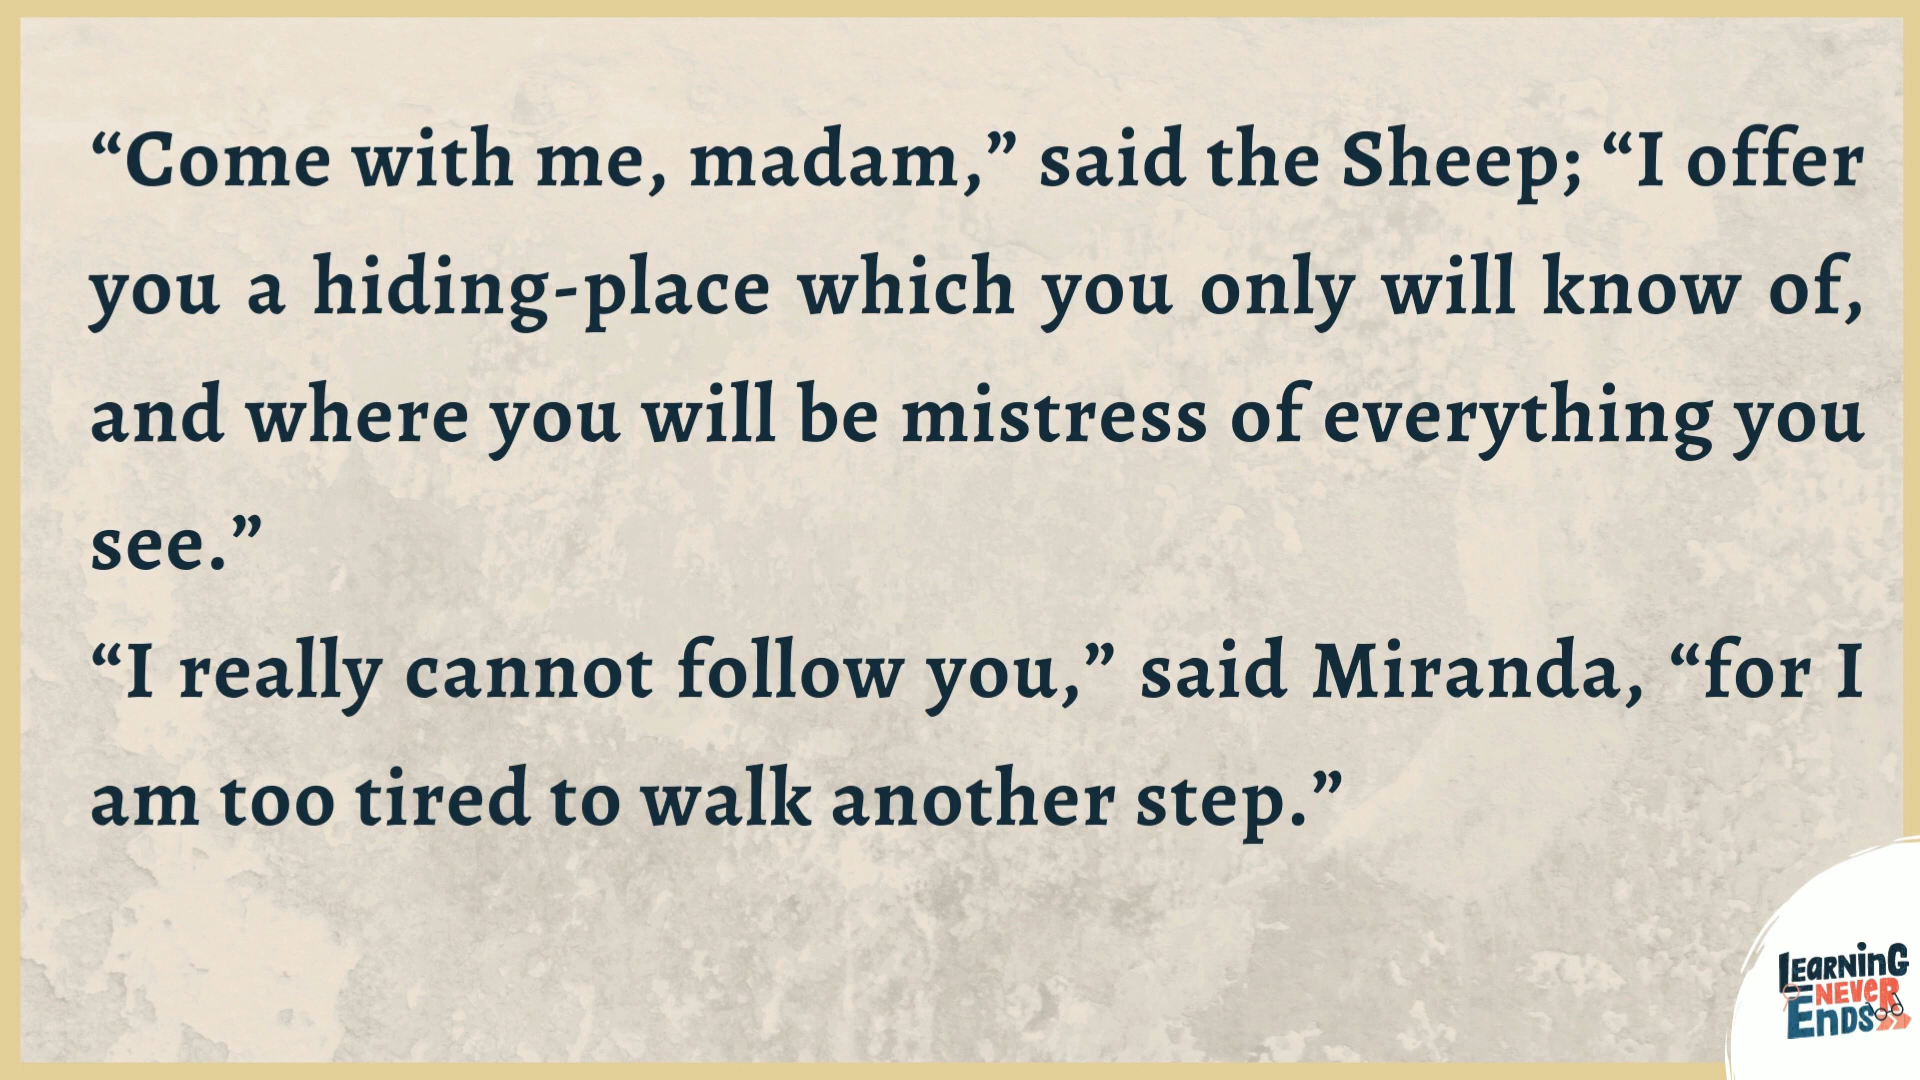 “Come with me, madam,” said the Sheep; “I offer
you a hiding-place which you only will know of,
and where you will be mistress of everything you
see.”
“I really cannot follow you,” said Miranda, “for I
am too tired to walk another step.”
LEARNinG
NEVER
EnDS